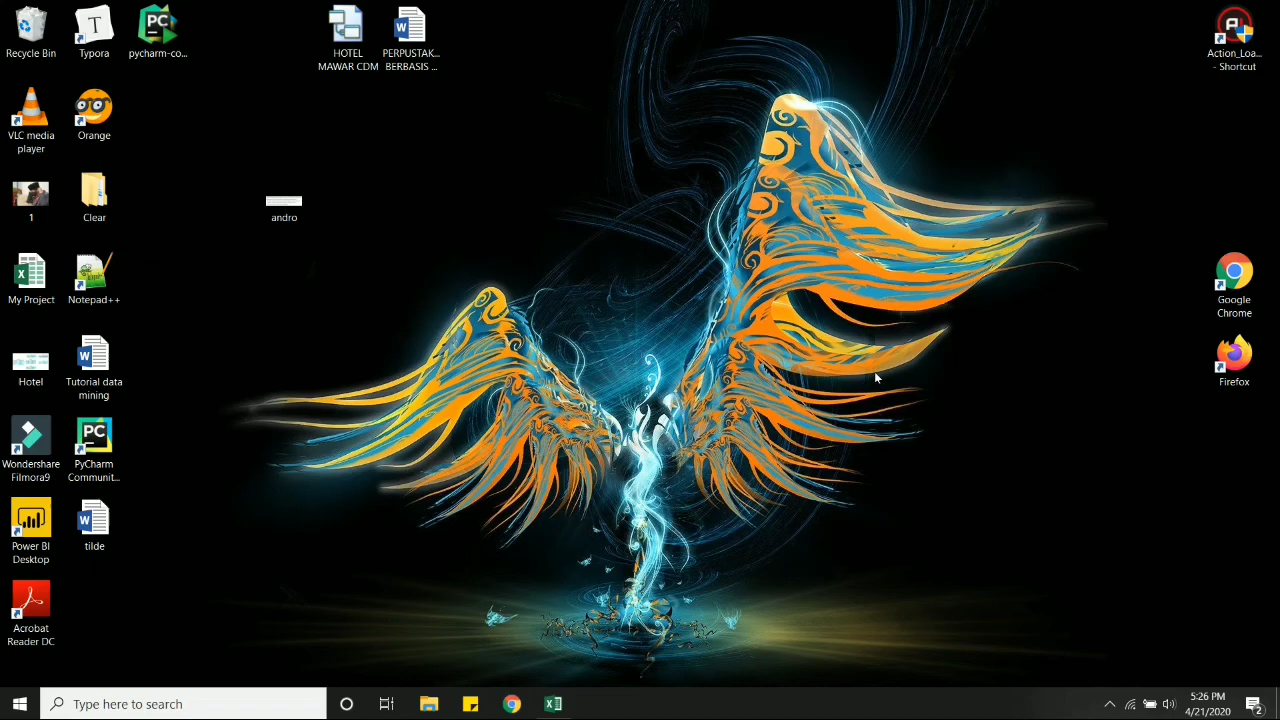 Recycle Bin
Typora
pycharm-co...
HOTEL
MAWAR CDM
PERPUSTAK...
BERBASIS ...
Action_Loa...
- Shortcut
VLC media
player
Orange
1
Clear
andro
My Project
Notepad++
Google
Chrome
Hotel
Tutorial data
mining
Firefox
Wondershare
Filmora9
PyCharm
Communit...
Power BI
Desktop
tilde
Acrobat
Reader DC
Type here to search
5:26 PM
4/21/2020
2